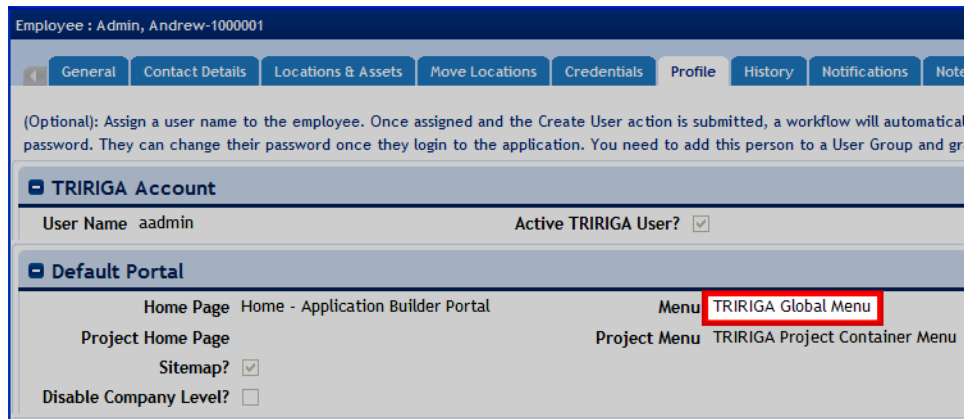 Employee : Admin, Andrew-1000001
General Contact Details Locations & Assets Move Locations Credentials Profile History Notifications Note
(Optional): Assign a user name to the employee. Once assigned and the Create User action is submitted, a workflow will automatical
password. They can change their password once they login to the application. You need to add this person to a User Group and gr
TRIRIGA Account
User Name aadmin Active TRIRIGA User?
Default Portal
Home Page Home - Application Builder Portal Menu TRIRIGA Global Menu
Project Home Page Project Menu TRIRIGA Project Container Menu
Sitemap?
Disable Company Level?